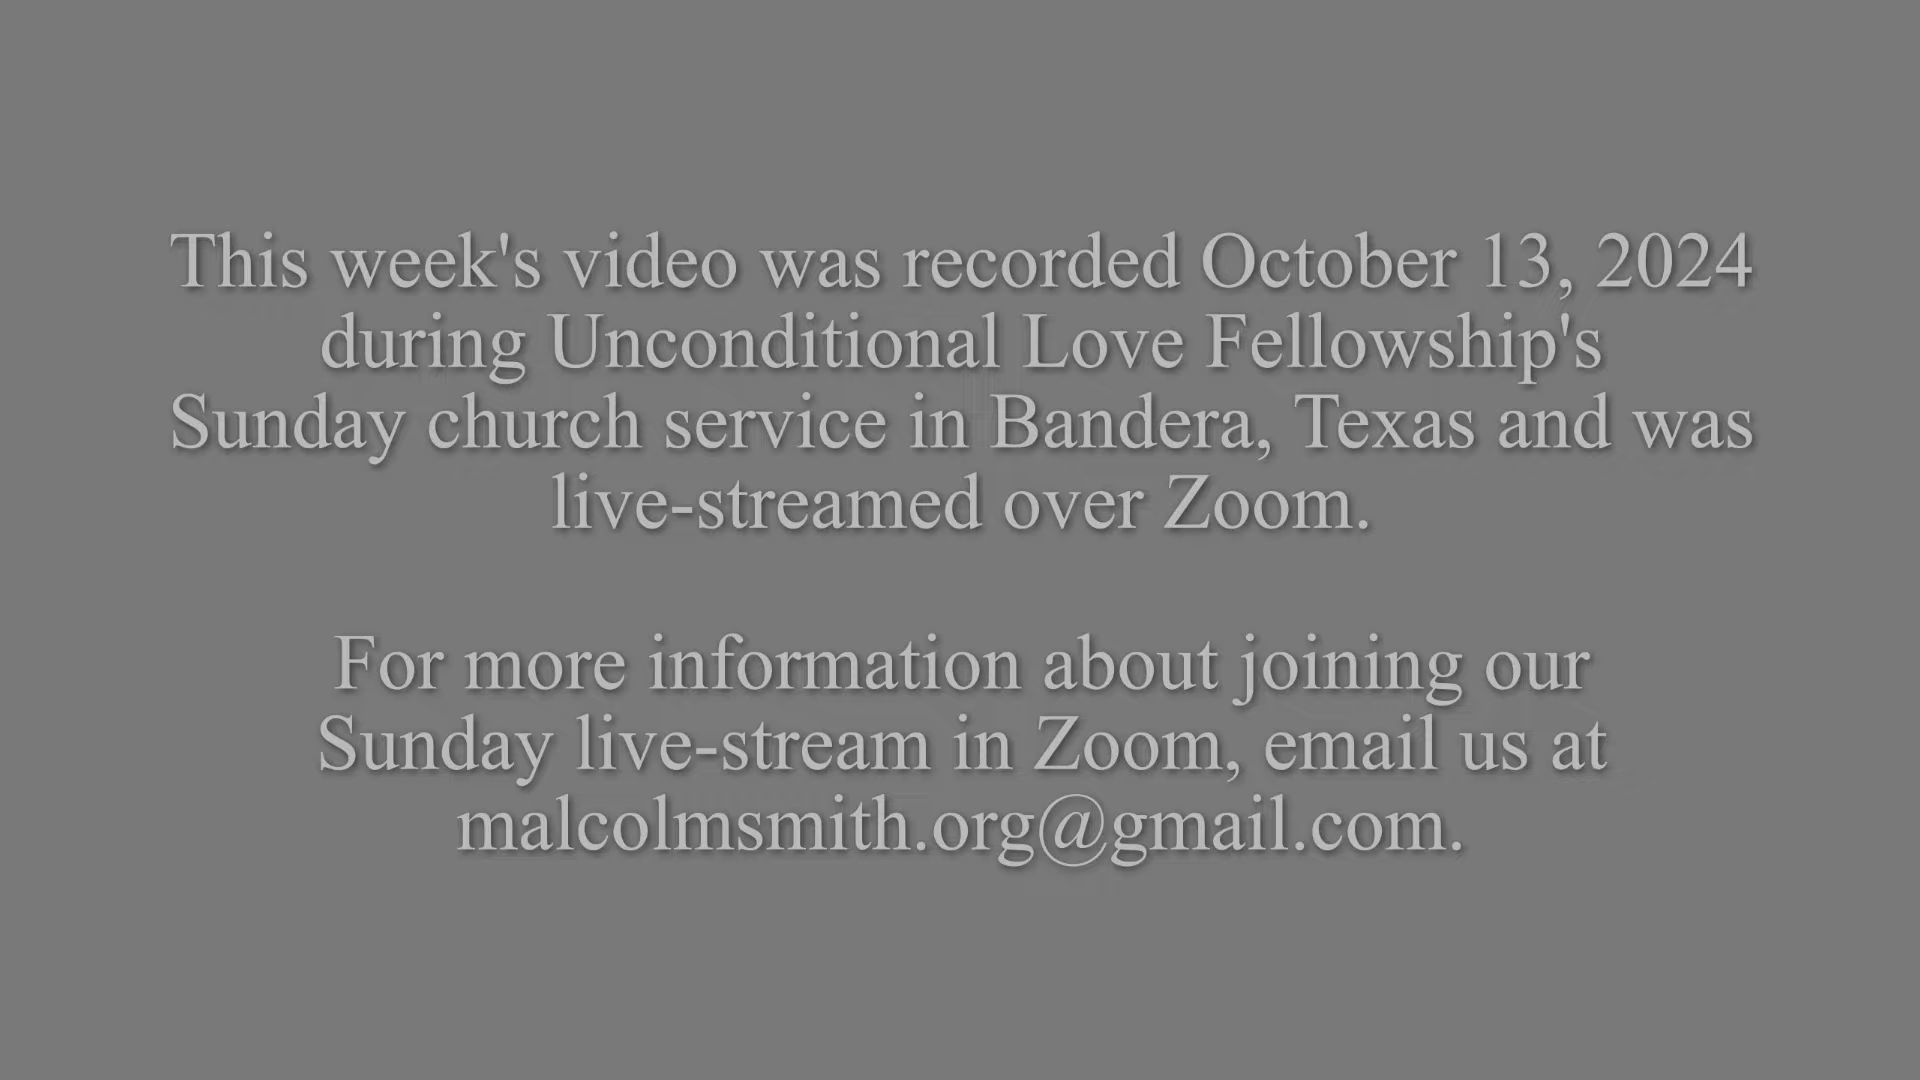 This week's video was recorded October 13, 2024
during Unconditional Love Fellowship's
Sunday church service in Bandera, Texas and was
live-streamed over Zoom.
For more information about joining our
Sunday live-stream in Zoom, email us at
malcolmsmith.org@gmail.com.